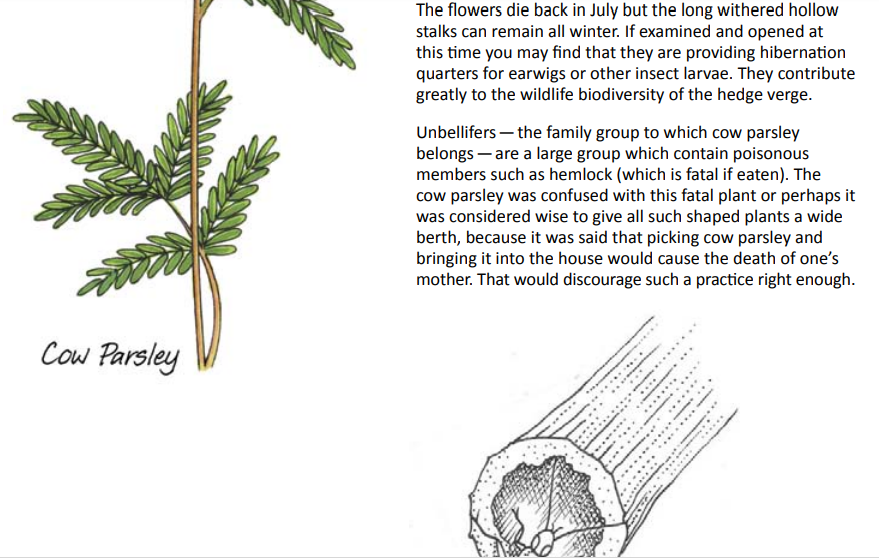 The flowers die back in July but the long withered hollow
stalks can remain all winter. If examined and opened at
this time you may find that they are providing hibernation
quarters for earwigs or other insect larvae. They contribute
greatly to the wildlife biodiversity of the hedge verge.
Unbellifers — the family group to which cow parsley
belongs — are a large group which contain poisonous
members such as hemlock (which is fatal if eaten). The
cow parsley was confused with this fatal plant or perhaps it
was considered wise to give all such shaped plants a wide
berth, because it was said that picking cow parsley and
bringing it into the house would cause the death of one’s
mother. That would discourage such a practice right enough.
Cow Parsley